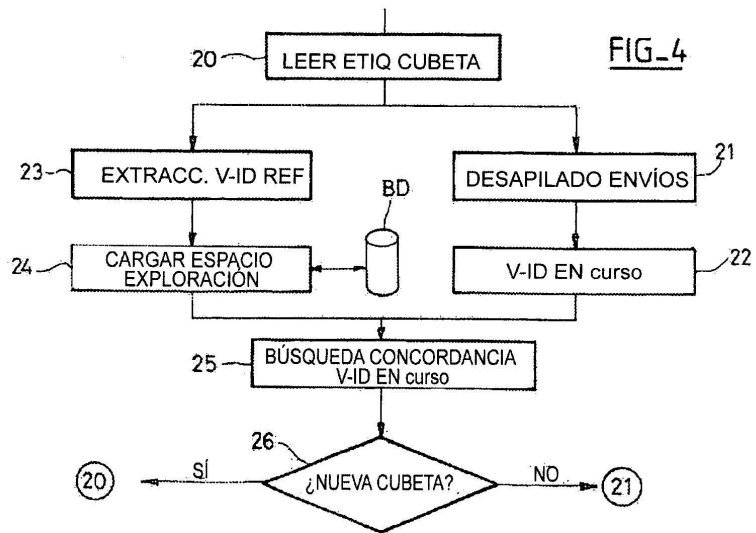 FIG_4
20
LEER ETIQ CUBETA
23
EXTRACC. V-ID REF
21
DESAPILADO ENVÍOS
BD
24
CARGAR ESPACIO
EXPLORACIÓN
22
V-ID EN curso
25
BÚSQUEDA CONCORDANCIA
V-ID EN curso
26
¿NUEVA CUBETA?
SÍ
20
NO
21